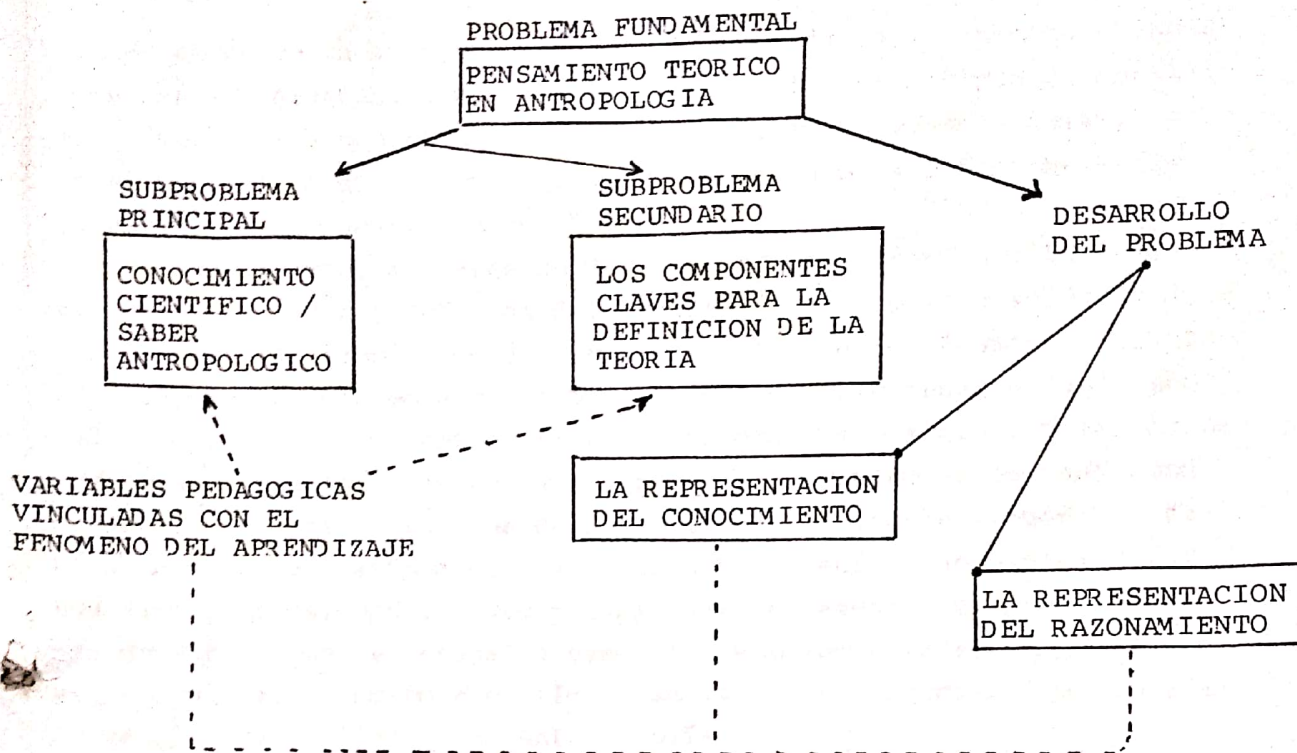 PROBLEMA FUNDAMENTAL
PENSAMIENTO TEORICO
EN ANTROPOLOGIA
SUBPROBLEMA
PRINCIPAL
CONOCIMIENTO
CIENTIFICO /
SABER
ANTROPOLOGICO
SUBPROBLEMA
SECUNDARIO
LOS COMPONENTES
CLAVES PARA LA
DEFINICION DE LA
TEORIA
DESARROLLO
DEL PROBLEMA
VARIABLES PEDAGOGICAS
VINCULADAS CON EL
FENOMENO DEL APRENDIZAJE
LA REPRESENTACION
DEL CONOCIMIENTO
LA REPRESENTACION
DEL RAZONAMIENTO